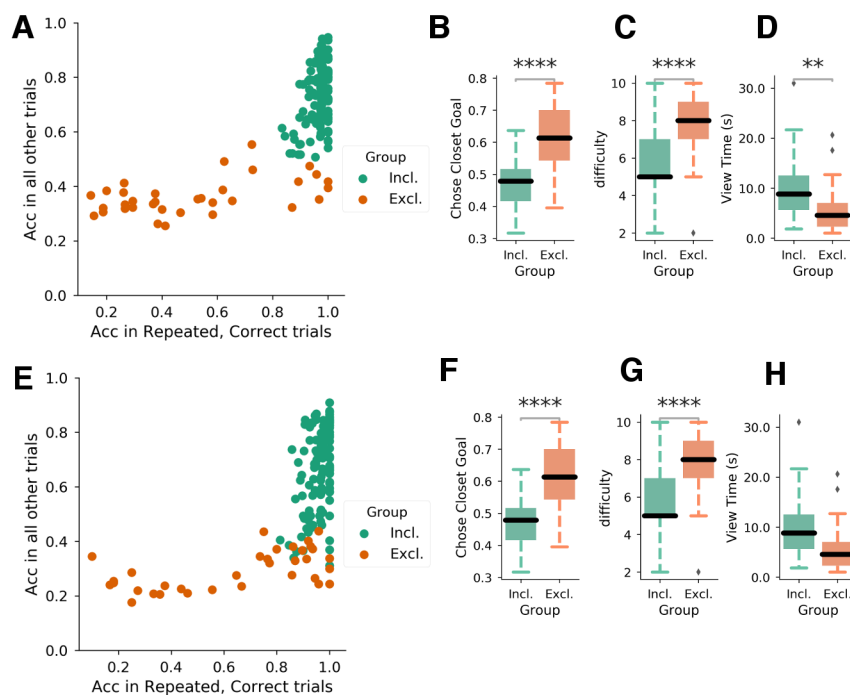 A
Acc in all other trials
1.0
0.8
0.6
0.4
0.2
0.0
0.2 0.4 0.6 0.8 1.0
Acc in Repeated, Correct trials
Group
Incl.
Excl.
B
****
Chose Closet Goal
0.8
0.7
0.6
0.5
0.4
0.3
Incl. Excl.
Group
C
****
difficulty
10
8
6
4
2
Incl. Excl.
Group
D
**
View Time (s)
30.0
20.0
10.0
0.0
Incl. Excl.
Group
E
Acc in all other trials
1.0
0.8
0.6
0.4
0.2
0.0
0.2 0.4 0.6 0.8 1.0
Acc in Repeated, Correct trials
Group
Incl.
Excl.
F
****
Chose Closet Goal
0.8
0.7
0.6
0.5
0.4
0.3
Incl. Excl.
Group
G
****
difficulty
10
8
6
4
2
Incl. Excl.
Group
H
View Time (s)
30.0
20.0
10.0
0.0
Incl. Excl.
Group